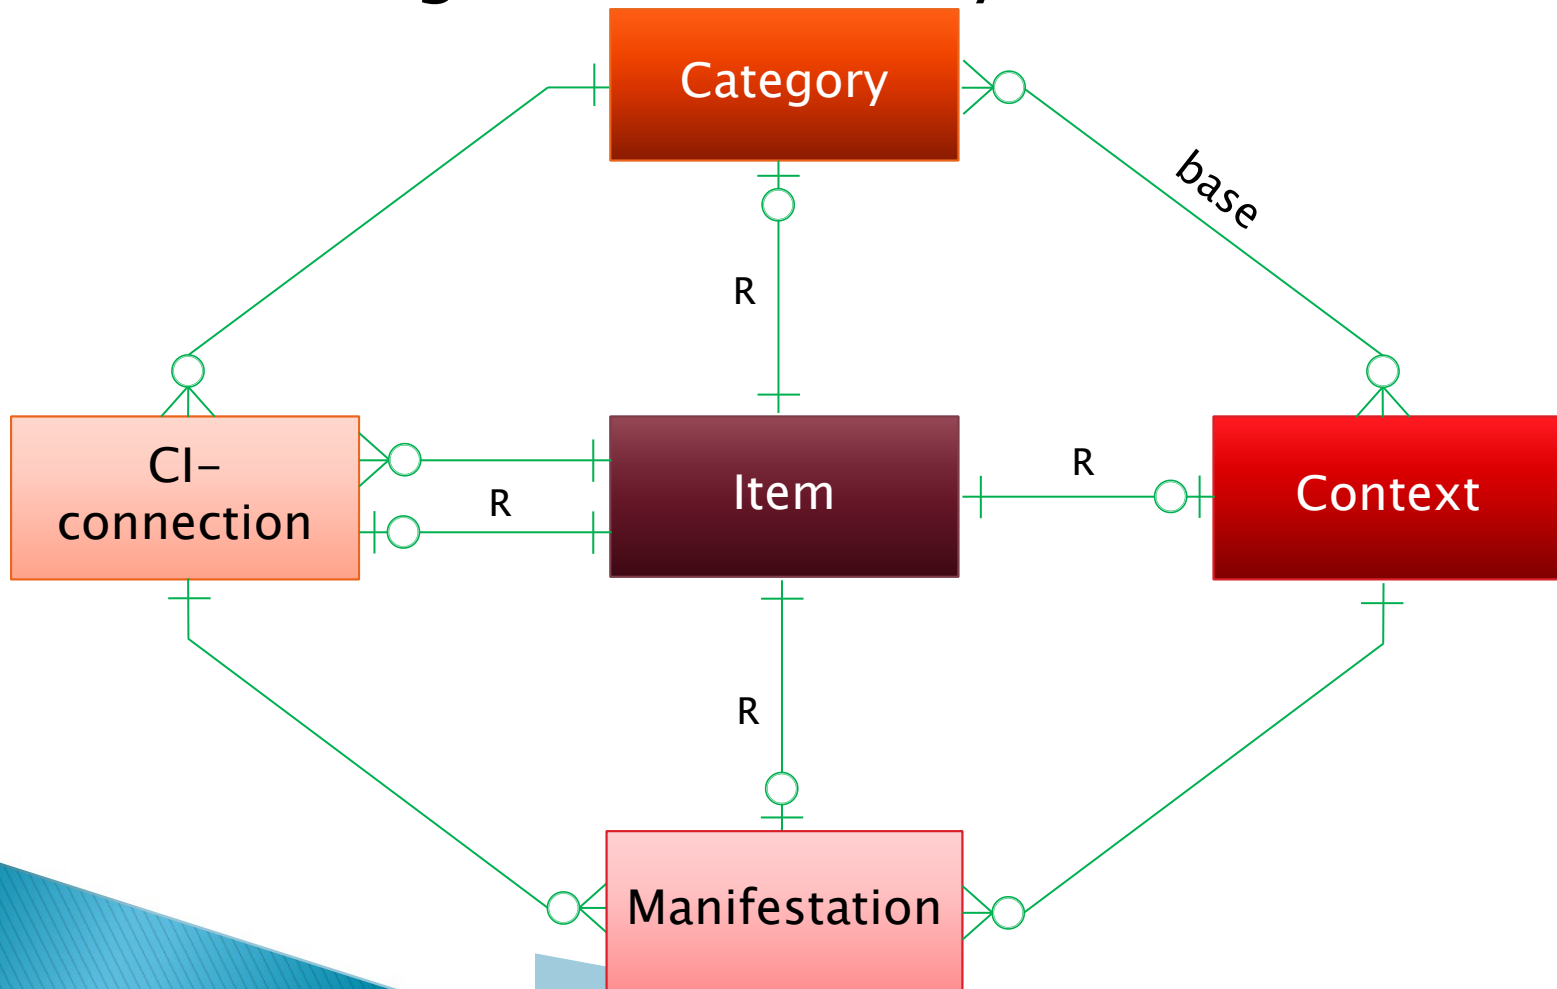 Category
base
R
CI-
connection
R
Item
R
Context
R
Manifestation